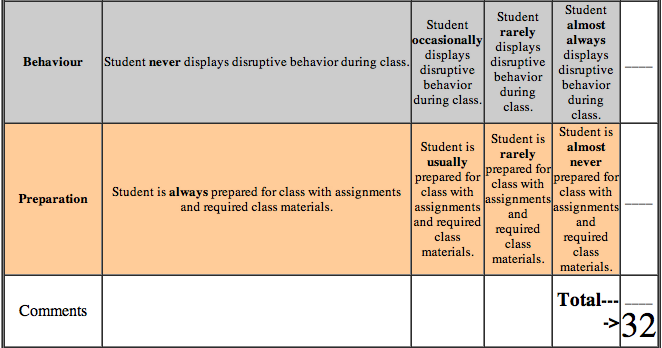 Behaviour
Student never displays disruptive behavior during class.
Student
occasionally
displays
disruptive
behavior
during class.
Student
rarely
displays
disruptive
behavior
during
class.
Student
almost
always
displays
disruptive
behavior
during
class.
____
Preparation
Student is always prepared for class with assignments
and required class materials.
Student is
usually
prepared for
class with
assignments
and required
class
materials.
Student is
rarely
prepared for
class with
assignments
and
required
class
materials.
Student is
almost
never
prepared for
class with
assignments
and
required
class
materials.
____
Comments
Total---
->
____
32